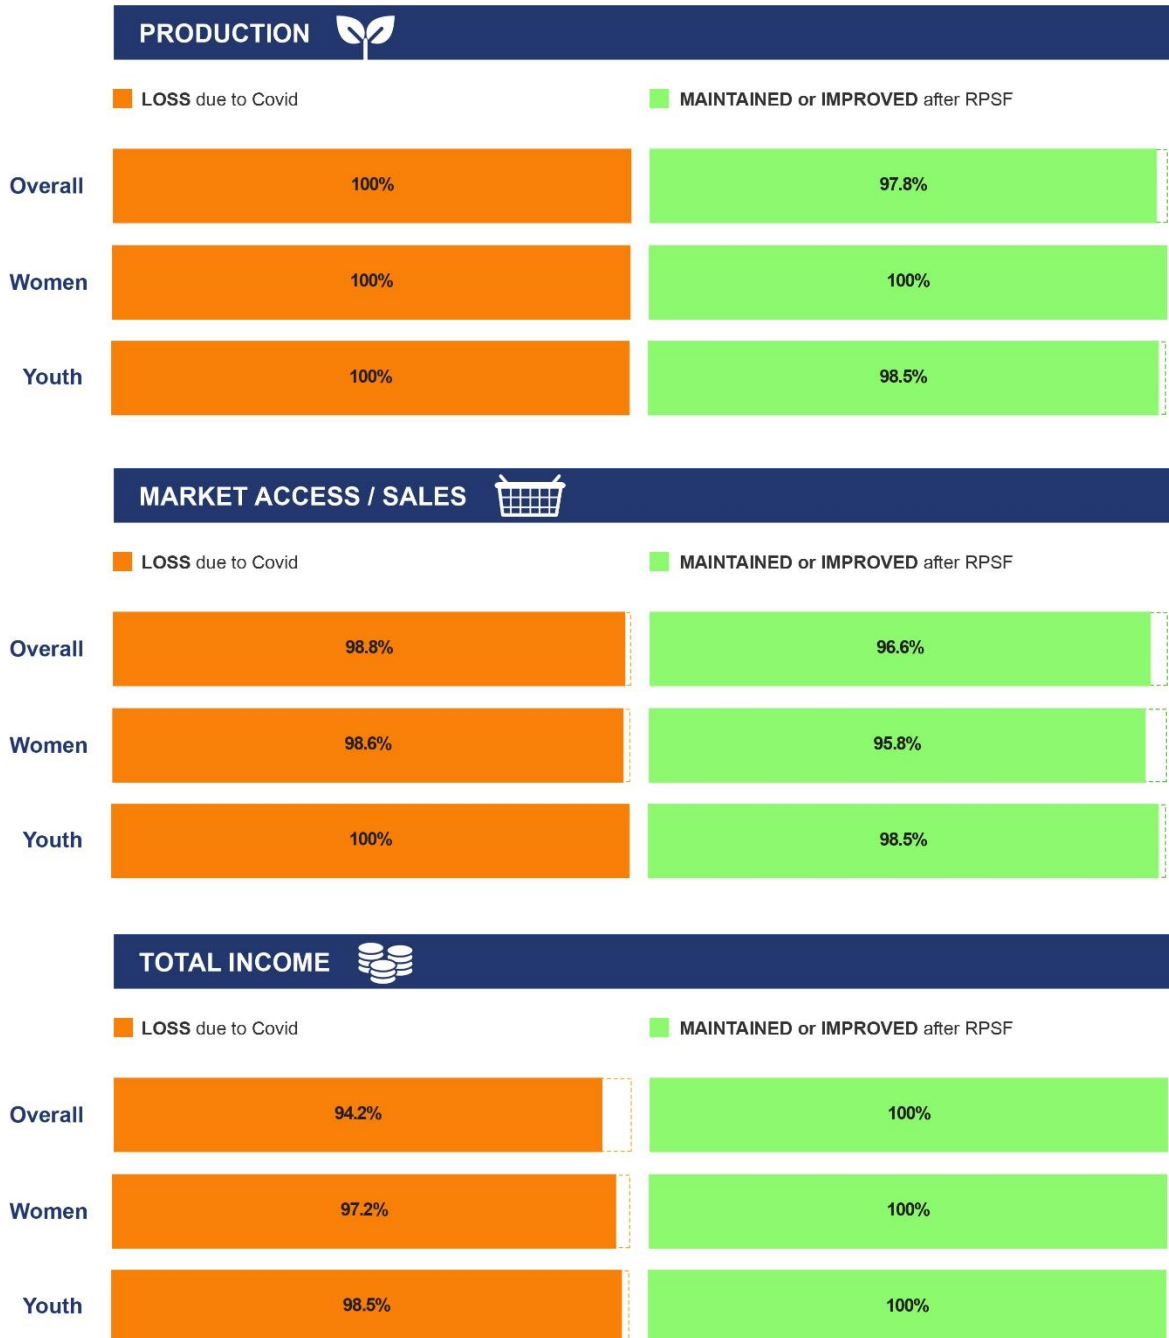 PRODUCTION
LOSS due to Covid
MAINTAINED or IMPROVED after RPSF
Overall 100% 97.8%
Women 100% 100%
Youth 100% 98.5%
MARKET ACCESS / SALES
LOSS due to Covid
MAINTAINED or IMPROVED after RPSF
Overall 98.8% 96.6%
Women 98.6% 95.8%
Youth 100% 98.5%
TOTAL INCOME
LOSS due to Covid
MAINTAINED or IMPROVED after RPSF
Overall 94.2% 100%
Women 97.2% 100%
Youth 98.5% 100%